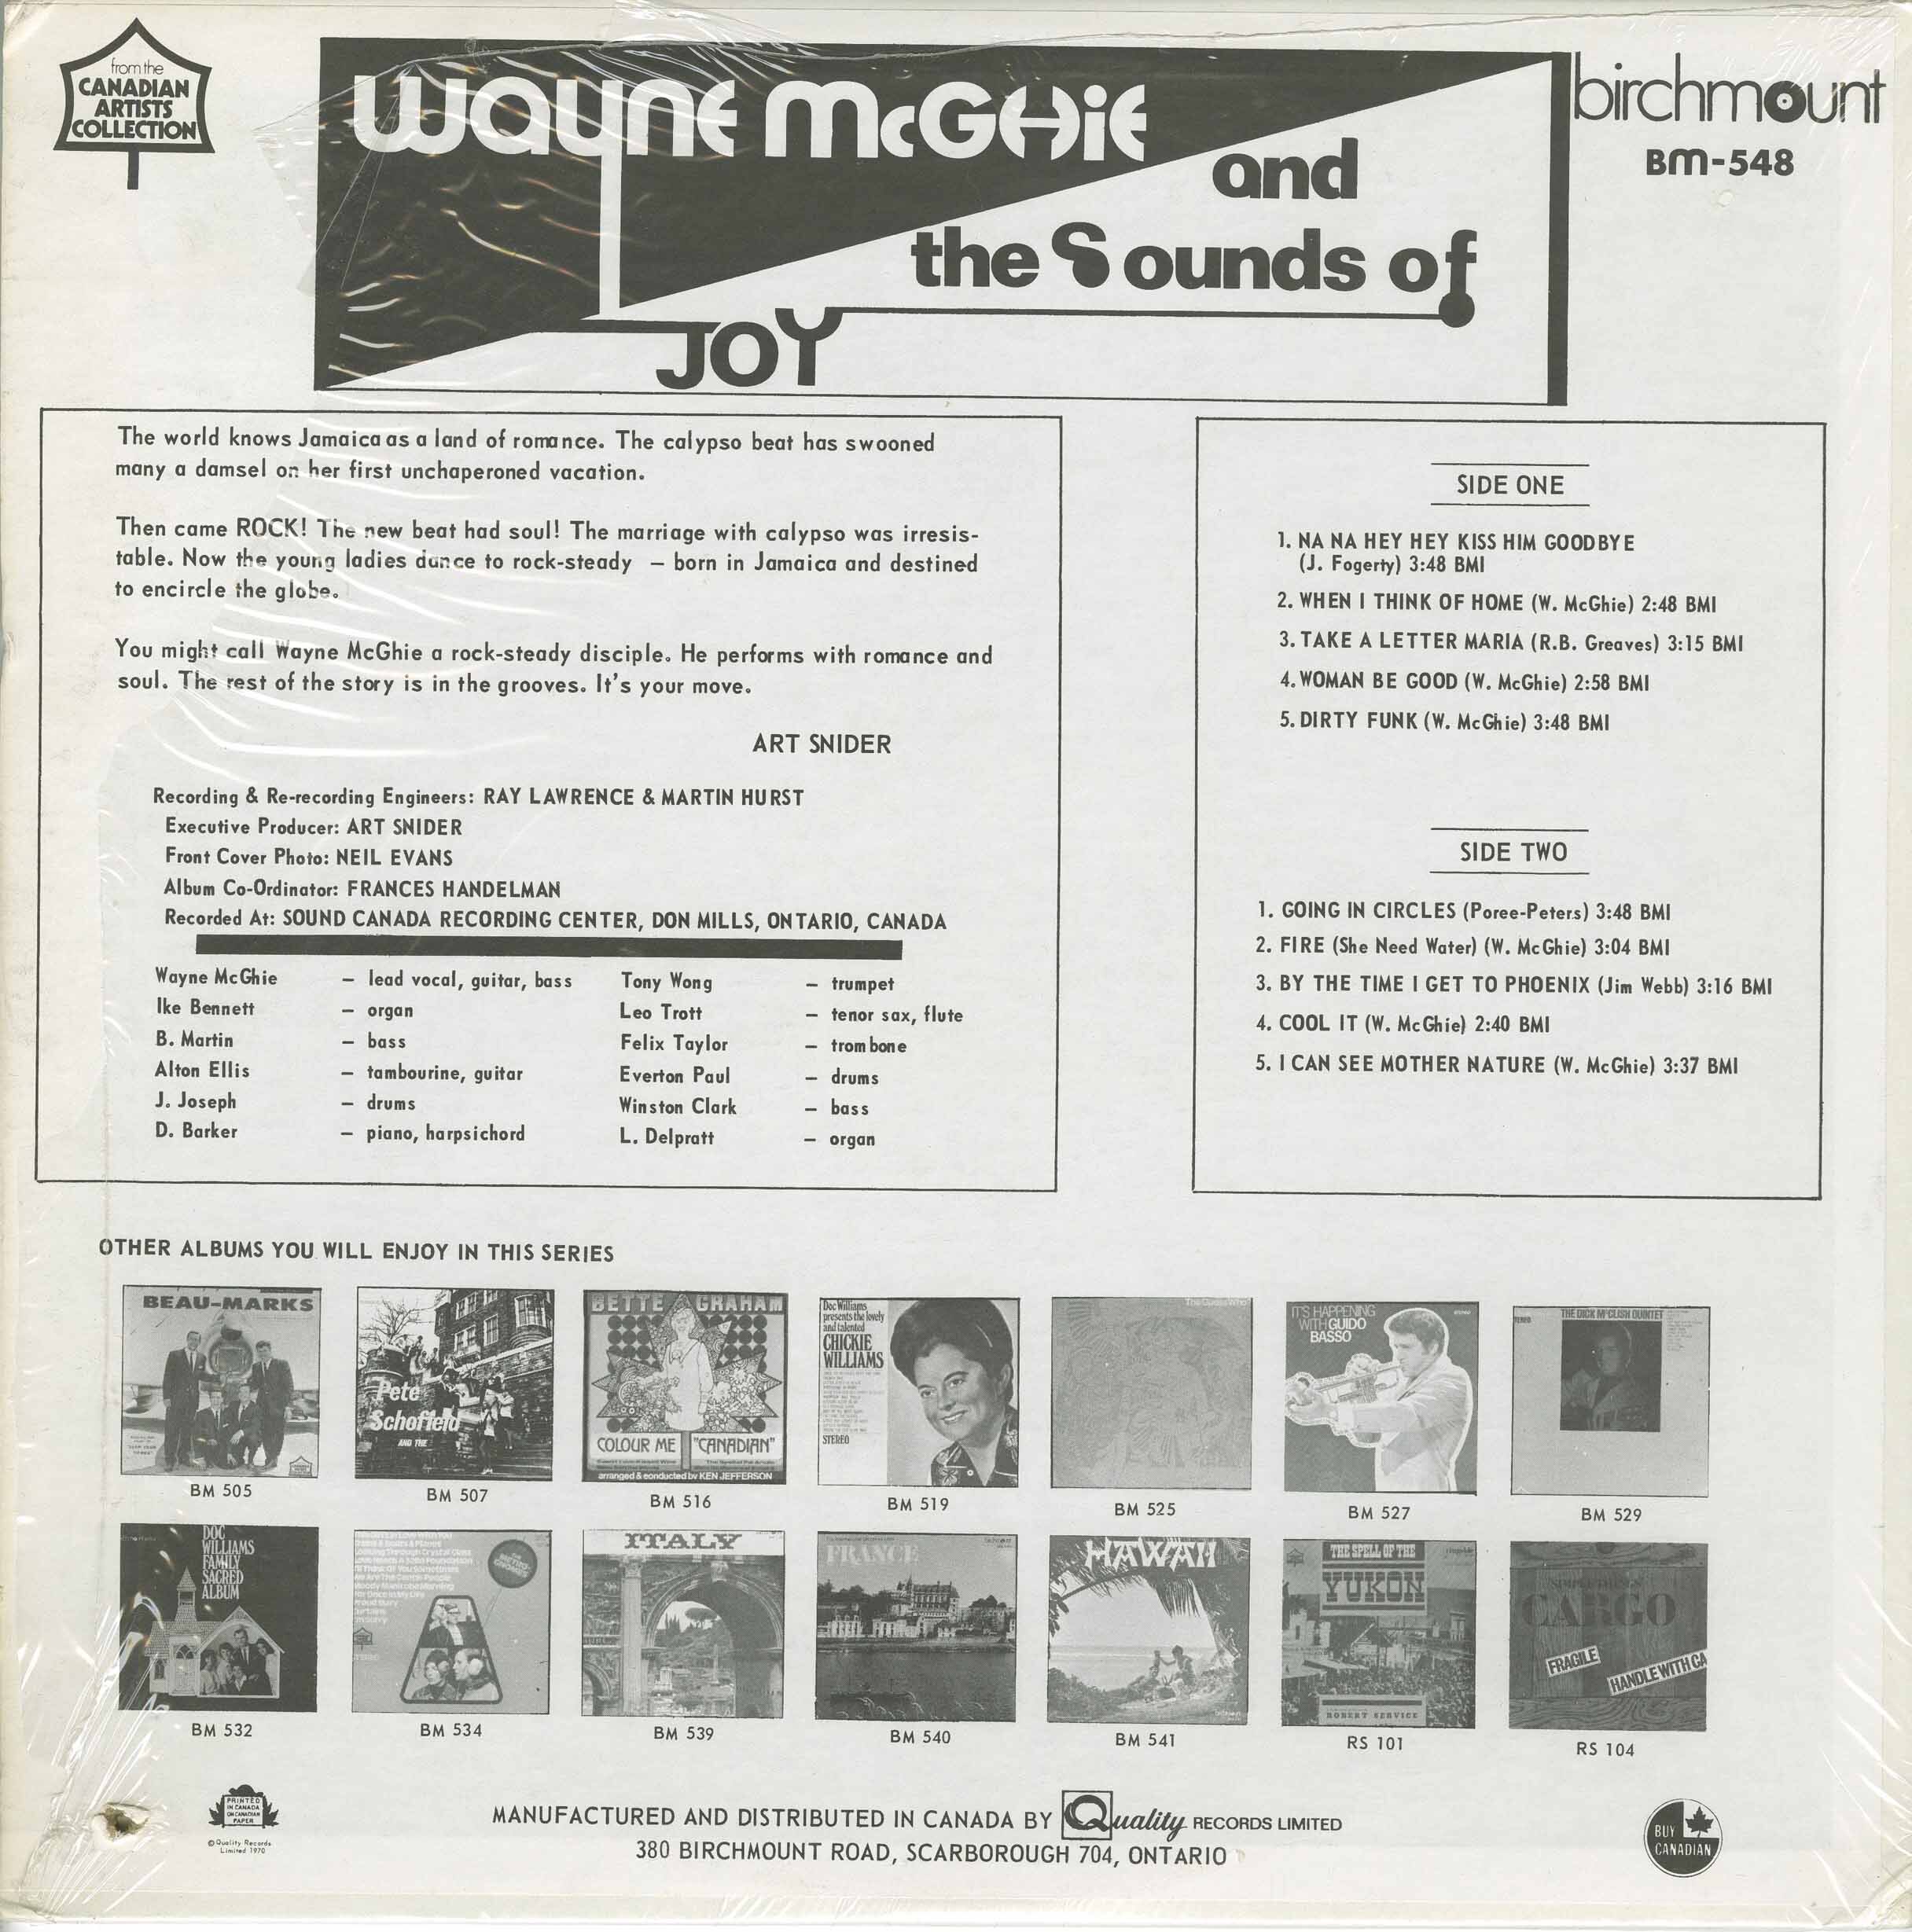 from the
CANADIAN
ARTISTS
COLLECTION
WAYNE McGHiE
and
the Sounds of
JOY
birchmount
BM-548
The world knows Jamaica as a land of romance. The calypso beat has swooned
many a damsel on her first unchaperoned vacation.
Then came ROCK! The new beat had soul! The marriage with calypso was irresis-
table. Now the young ladies dance to rock-steady – born in Jamaica and destined
to encircle the globe.
You might call Wayne McGhie a rock-steady disciple. He performs with romance and
soul. The rest of the story is in the grooves. It's your move.
ART SNIDER
Recording & Re-recording Engineers: RAY LAWRENCE & MARTIN HURST
Executive Producer: ART SNIDER
Front Cover Photo: NEIL EVANS
Album Co-Ordinator: FRANCES HANDELMAN
Recorded At: SOUND CANADA RECORDING CENTER, DON MILLS, ONTARIO, CANADA
Wayne McGhie – lead vocal, guitar, bass
Ike Bennett – organ
B. Martin – bass
Alton Ellis – tambourine, guitar
J. Joseph – drums
D. Barker – piano, harpsichord
Tony Wong – trumpet
Leo Trott – tenor sax, flute
Felix Taylor – trombone
Everton Paul – drums
Winston Clark – bass
L. Delpratt – organ
SIDE ONE
1. NA NA HEY HEY KISS HIM GOODBYE
(J. Fogerty) 3:48 BMI
2. WHEN I THINK OF HOME (W. McGhie) 2:48 BMI
3. TAKE A LETTER MARIA (R.B. Greaves) 3:15 BMI
4. WOMAN BE GOOD (W. McGhie) 2:58 BMI
5. DIRTY FUNK (W. McGhie) 3:48 BMI
SIDE TWO
1. GOING IN CIRCLES (Poree-Peters) 3:48 BMI
2. FIRE (She Need Water) (W. McGhie) 3:04 BMI
3. BY THE TIME I GET TO PHOENIX (Jim Webb) 3:16 BMI
4. COOL IT (W. McGhie) 2:40 BMI
5. I CAN SEE MOTHER NATURE (W. McGhie) 3:37 BMI
OTHER ALBUMS YOU WILL ENJOY IN THIS SERIES
BEAU-MARKS
BM 505
Pete
Schofield
AND THE
BM 507
BETTE GRAHAM
COLOUR ME "CANADIAN"
arranged & conducted by KEN JEFFERSON
BM 516
Doc Williams
presents the lovely
and talented
CHICKIE
WILLIAMS
STEREO
BM 519
The Guess Who
BM 525
IT'S HAPPENING
WITH GUIDO
BASSO
BM 527
THE DICK McCLISH QUINTET
BM 529
DOC
WILLIAMS
FAMILY
SACRED
ALBUM
BM 532
BM 534
ITALY
BM 539
FRANCE
BM 540
HAWAII
BM 541
THE SPELL OF THE
YUKON
ROBERT SERVICE
RS 101
SIMPLE THINGS
CARGO
FRAGILE
HANDLE WITH CA
RS 104
PRINTED
IN CANADA
ON CANADIAN
PAPER
© Quality Records
Limited 1970
MANUFACTURED AND DISTRIBUTED IN CANADA BY Quality RECORDS LIMITED
380 BIRCHMOUNT ROAD, SCARBOROUGH 704, ONTARIO
BUY
CANADIAN